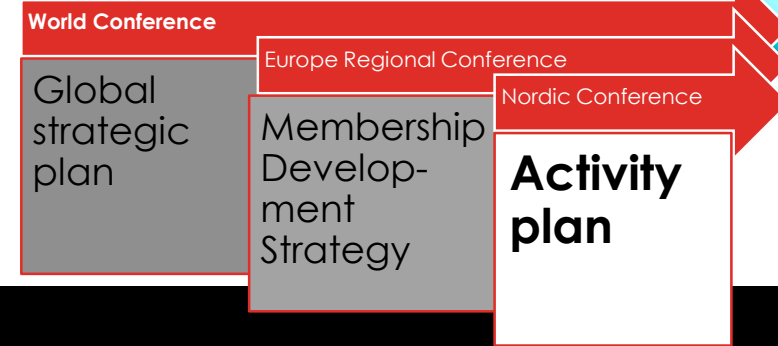 World Conference
Europe Regional Conference
Nordic Conference
Global
strategic
plan
Membership
Develop-
ment
Strategy
Activity
plan